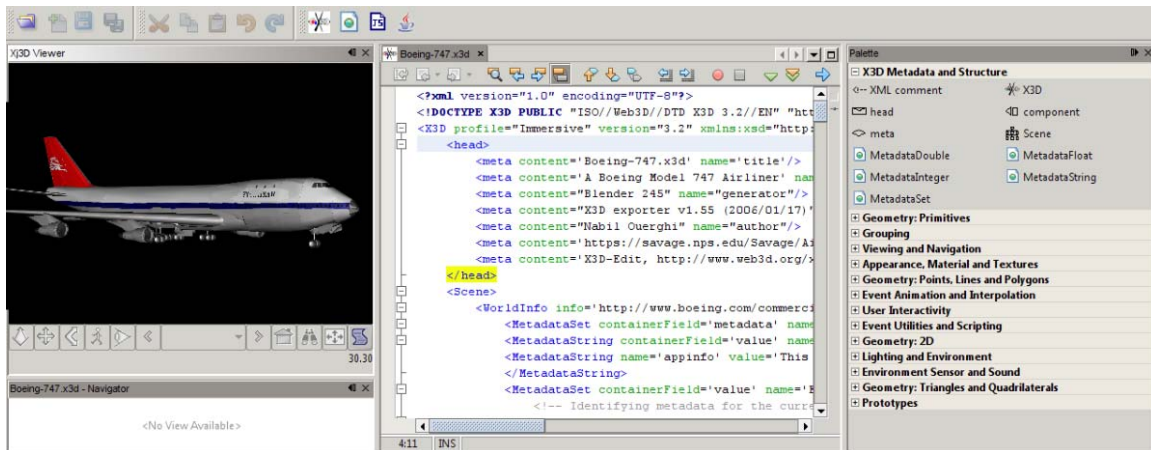 Xj3D Viewer
30.30
Boeing-747.x3d - Navigator
<No View Available>
Boeing-747.x3d
<?xml version="1.0" encoding="UTF-8"?>
<!DOCTYPE X3D PUBLIC "ISO//Web3D//DTD X3D 3.2//EN" "htt
<X3D profile="Immersive" version="3.2" xmlns:xsd="http:
<head>
<meta content='Boeing-747.x3d' name='title'/>
<meta content='A Boeing Model 747 Airliner' nam
<meta content="Blender 245" name="generator"/>
<meta content="X3D exporter v1.55 (2006/01/17)"
<meta content="Nabil Ouerghi" name="author"/>
<meta content='https://savage.nps.edu/Savage/Ai
<meta content='X3D-Edit, http://www.web3d.org/x
</head>
<Scene>
<WorldInfo info='http://www.boeing.com/commerci
<MetadataSet containerField='metadata' name
<MetadataString containerField='value' name
<MetadataString name='appinfo' value='This
</MetadataString>
<MetadataSet containerField='value' name='
<!-- Identifying metadata for the curre
4:11 INS
Palette
X3D Metadata and Structure
XML comment X3D
head component
meta Scene
MetadataDouble MetadataFloat
MetadataInteger MetadataString
MetadataSet
Geometry: Primitives
Grouping
Viewing and Navigation
Appearance, Material and Textures
Geometry: Points, Lines and Polygons
Event Animation and Interpolation
User Interactivity
Event Utilities and Scripting
Geometry: 2D
Lighting and Environment
Environment Sensor and Sound
Geometry: Triangles and Quadrilaterals
Prototypes